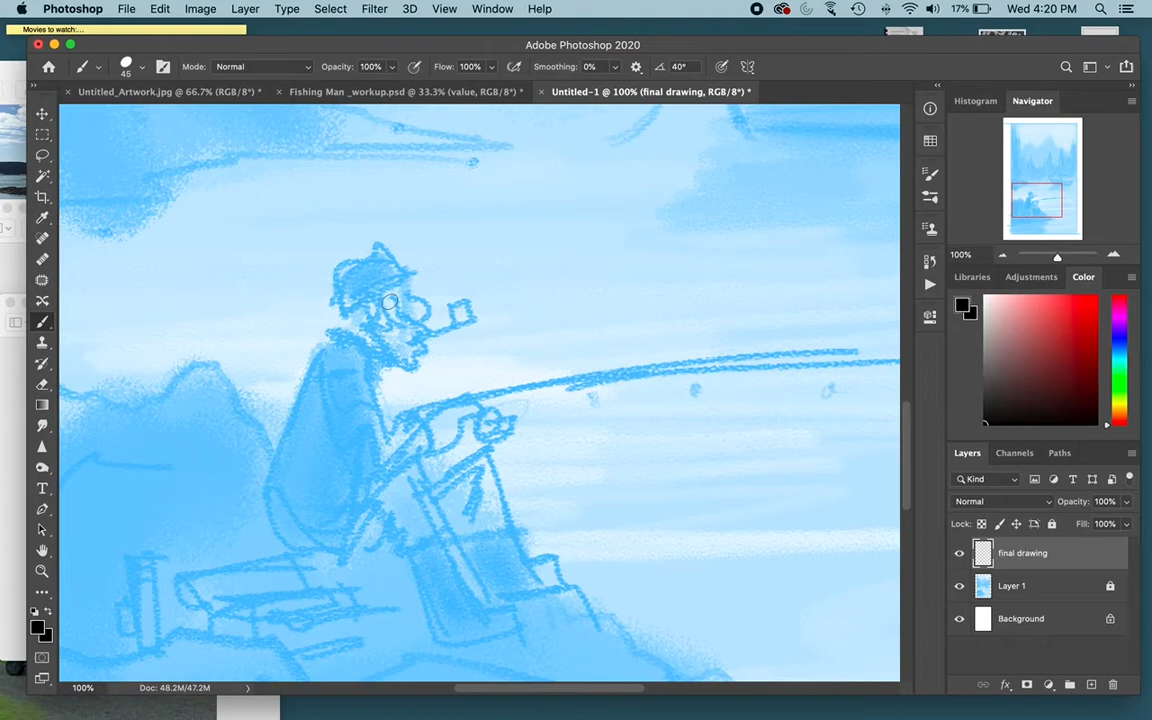 Photoshop File Edit Image Layer Type Select Filter 3D View Window Help 17% Wed 4:20 PM
Movies to watch:...
Adobe Photoshop 2020
45 Mode: Normal Opacity: 100% Flow: 100% Smoothing: 0% 40°
Untitled_Artwork.jpg @ 66.7% (RGB/8*) * Fishing Man _workup.psd @ 33.3% (value, RGB/8*) * Untitled-1 @ 100% (final drawing, RGB/8*) *
Histogram Navigator
100%
Libraries Adjustments Color
Layers Channels Paths
Kind
Normal Opacity: 100%
Lock: Fill: 100%
final drawing
Layer 1
Background
100% Doc: 48.2M/47.2M